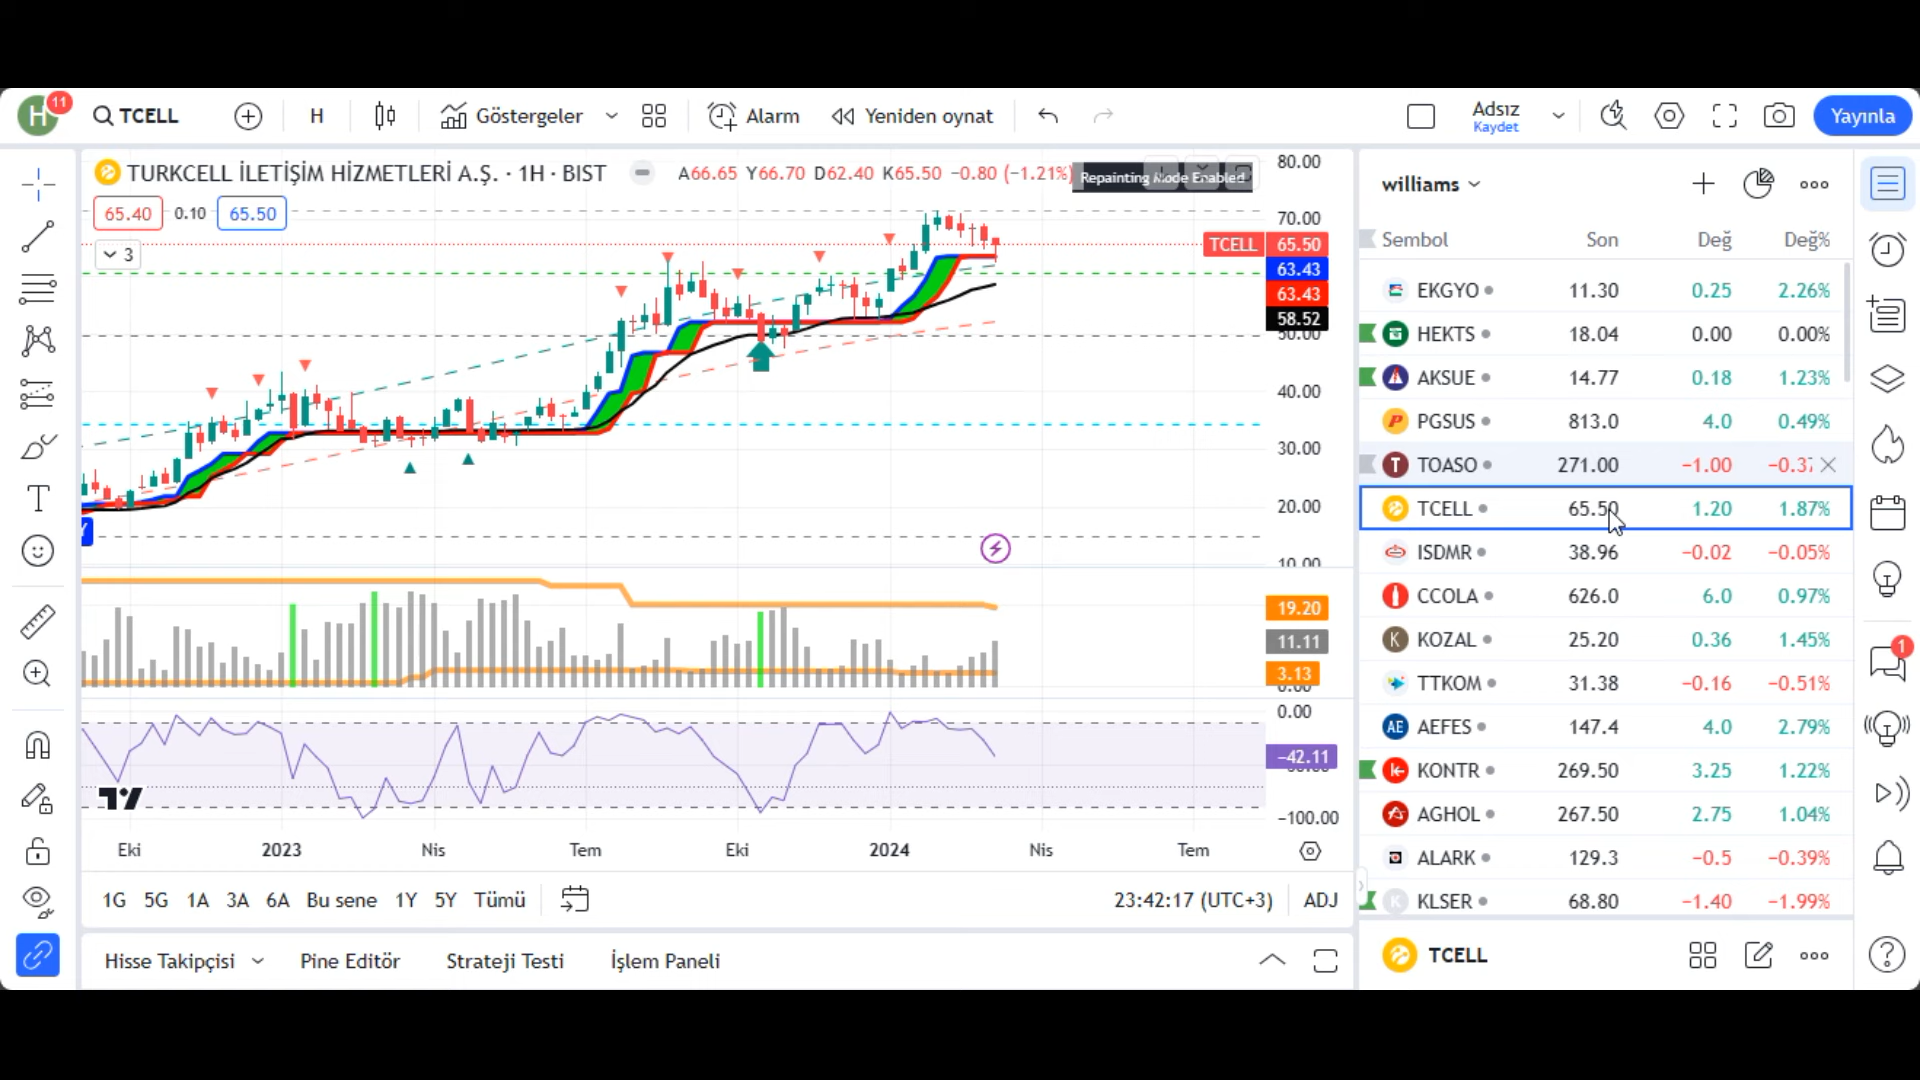 H
11
TCELL
H
Göstergeler
Alarm
Yeniden oynat
Adsız
Kaydet
Yayınla
TURKCELL İLETİŞİM HİZMETLERİ A.Ş. · 1H · BIST
A66.65 Y66.70 D62.40 K65.50 −0.80 (−1.21%)
Repainting Mode Enabled
65.40
0.10
65.50
3
80.00
70.00
TCELL 65.50
63.43
63.43
58.52
50.00
40.00
30.00
20.00
10.00
19.20
11.11
3.13
0.00
0.00
−42.11
−100.00
Eki 2023 Nis Tem Eki 2024 Nis Tem
1G 5G 1A 3A 6A Bu sene 1Y 5Y Tümü
23:42:17 (UTC+3) ADJ
Hisse Takipçisi Pine Editör Strateji Testi İşlem Paneli
williams
Sembol Son Değ Değ%
EKGYO 11.30 0.25 2.26%
HEKTS 18.04 0.00 0.00%
AKSUE 14.77 0.18 1.23%
PGSUS 813.0 4.0 0.49%
T TOASO 271.00 −1.00 −0.37
TCELL 65.50 1.20 1.87%
ISDMR 38.96 −0.02 −0.05%
CCOLA 626.0 6.0 0.97%
K KOZAL 25.20 0.36 1.45%
TTKOM 31.38 −0.16 −0.51%
AE AEFES 147.4 4.0 2.79%
KONTR 269.50 3.25 1.22%
AGHOL 267.50 2.75 1.04%
ALARK 129.3 −0.5 −0.39%
K KLSER 68.80 −1.40 −1.99%
TCELL
1